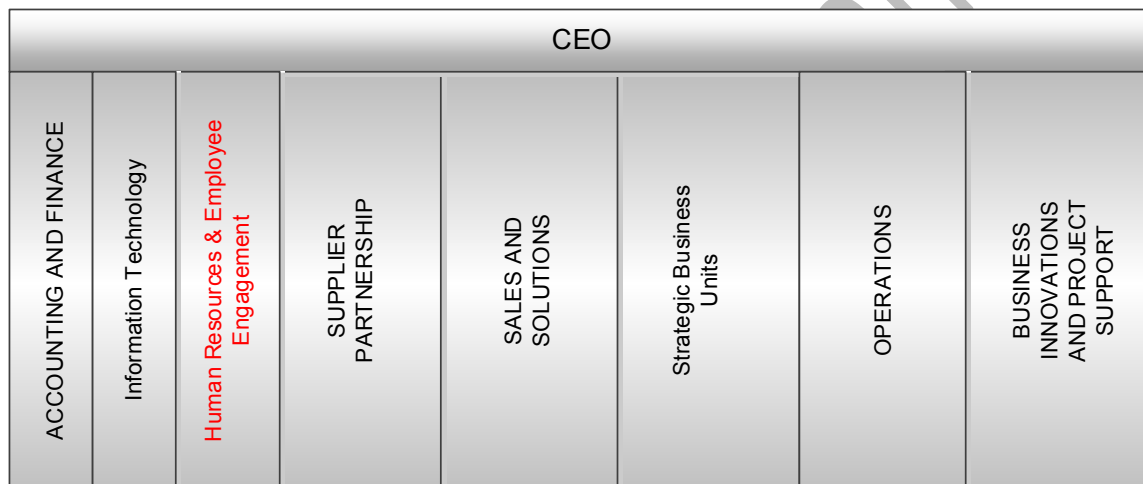 CEO
ACCOUNTING AND FINANCE
Information Technology
Human Resources & Employee
Engagement
SUPPLIER
PARTNERSHIP
SALES AND
SOLUTIONS
Strategic Business
Units
OPERATIONS
BUSINESS
INNOVATIONS
AND PROJECT
SUPPORT